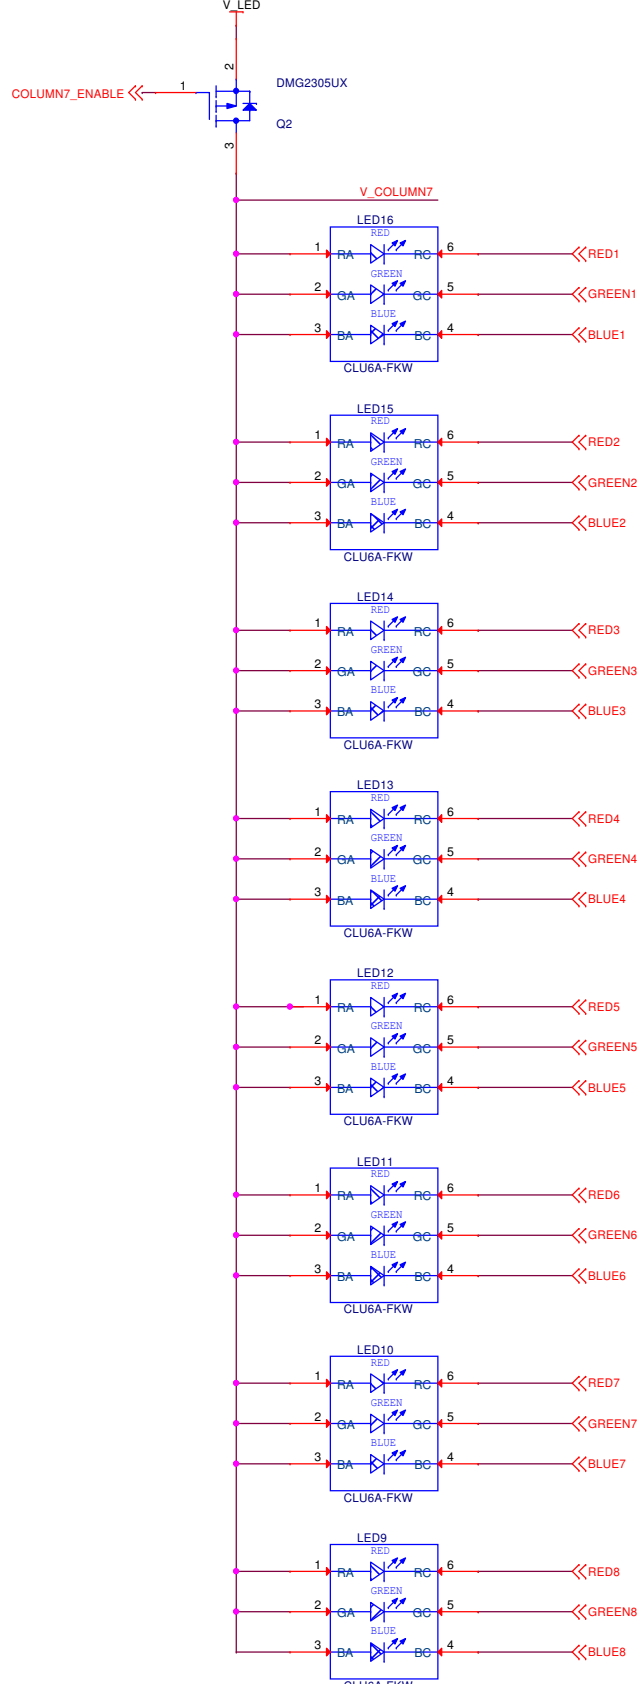 V_LED
2
COLUMN7_ENABLE 1 DMG2305UX
Q2
3
V_COLUMN7
LED16
RED
1 RA RC 6 RED1
GREEN
2 GA GC 5 GREEN1
BLUE
3 BA BC 4 BLUE1
CLU6A-FKW
LED15
RED
1 RA RC 6 RED2
GREEN
2 GA GC 5 GREEN2
BLUE
3 BA BC 4 BLUE2
CLU6A-FKW
LED14
RED
1 RA RC 6 RED3
GREEN
2 GA GC 5 GREEN3
BLUE
3 BA BC 4 BLUE3
CLU6A-FKW
LED13
RED
1 RA RC 6 RED4
GREEN
2 GA GC 5 GREEN4
BLUE
3 BA BC 4 BLUE4
CLU6A-FKW
LED12
RED
1 RA RC 6 RED5
GREEN
2 GA GC 5 GREEN5
BLUE
3 BA BC 4 BLUE5
CLU6A-FKW
LED11
RED
1 RA RC 6 RED6
GREEN
2 GA GC 5 GREEN6
BLUE
3 BA BC 4 BLUE6
CLU6A-FKW
LED10
RED
1 RA RC 6 RED7
GREEN
2 GA GC 5 GREEN7
BLUE
3 BA BC 4 BLUE7
CLU6A-FKW
LED9
RED
1 RA RC 6 RED8
GREEN
2 GA GC 5 GREEN8
BLUE
3 BA BC 4 BLUE8
CLU6A-FKW